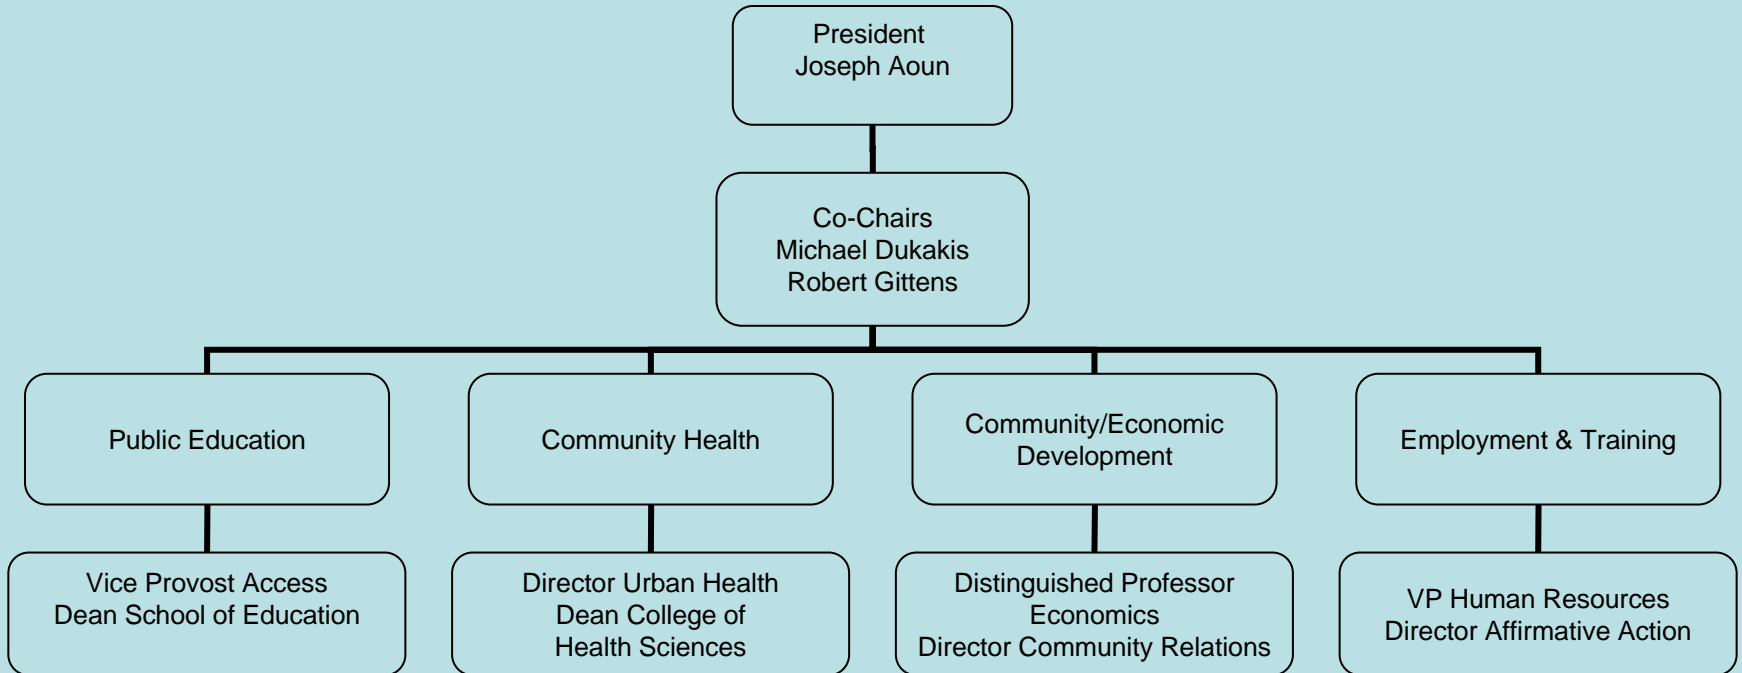 President
Joseph Aoun
Co-Chairs
Michael Dukakis
Robert Gittens
Public Education
Community Health
Community/Economic
Development
Employment & Training
Vice Provost Access
Dean School of Education
Director Urban Health
Dean College of
Health Sciences
Distinguished Professor
Economics
Director Community Relations
VP Human Resources
Director Affirmative Action